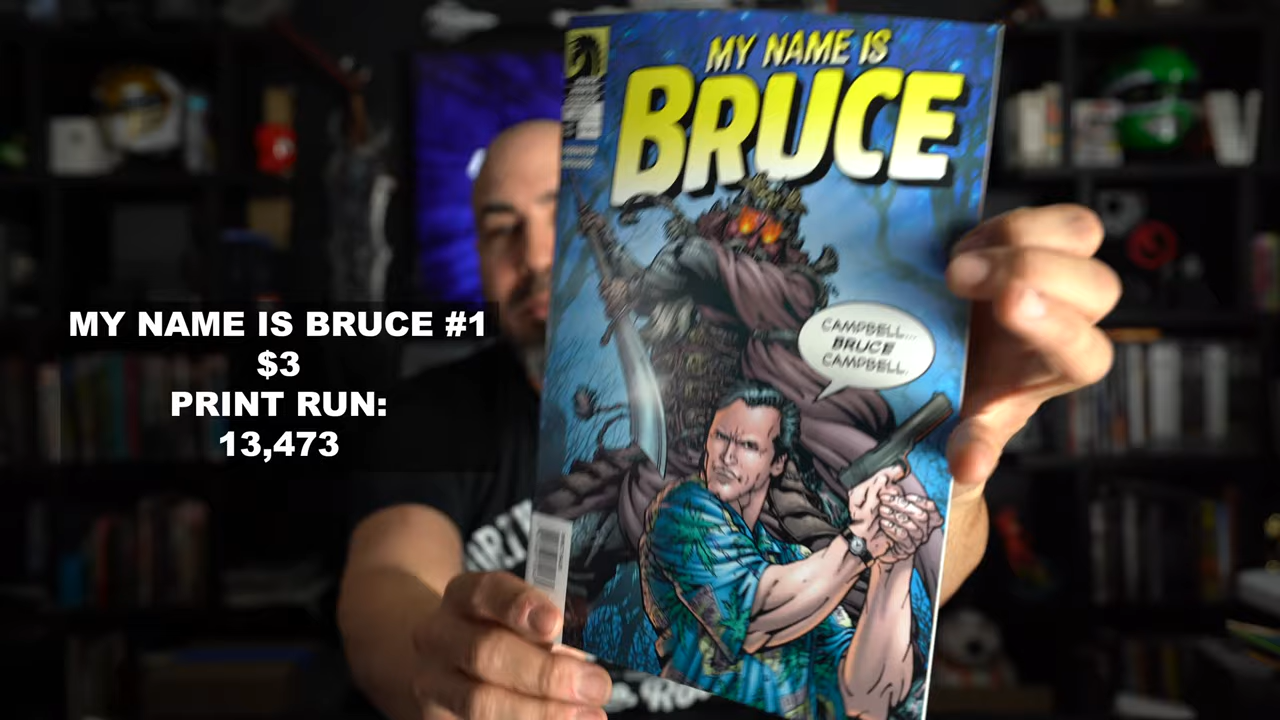 MY NAME IS BRUCE #1
$3
PRINT RUN:
13,473
MY NAME IS
BRUCE
CAMPBELL...
BRUCE
CAMPBELL.